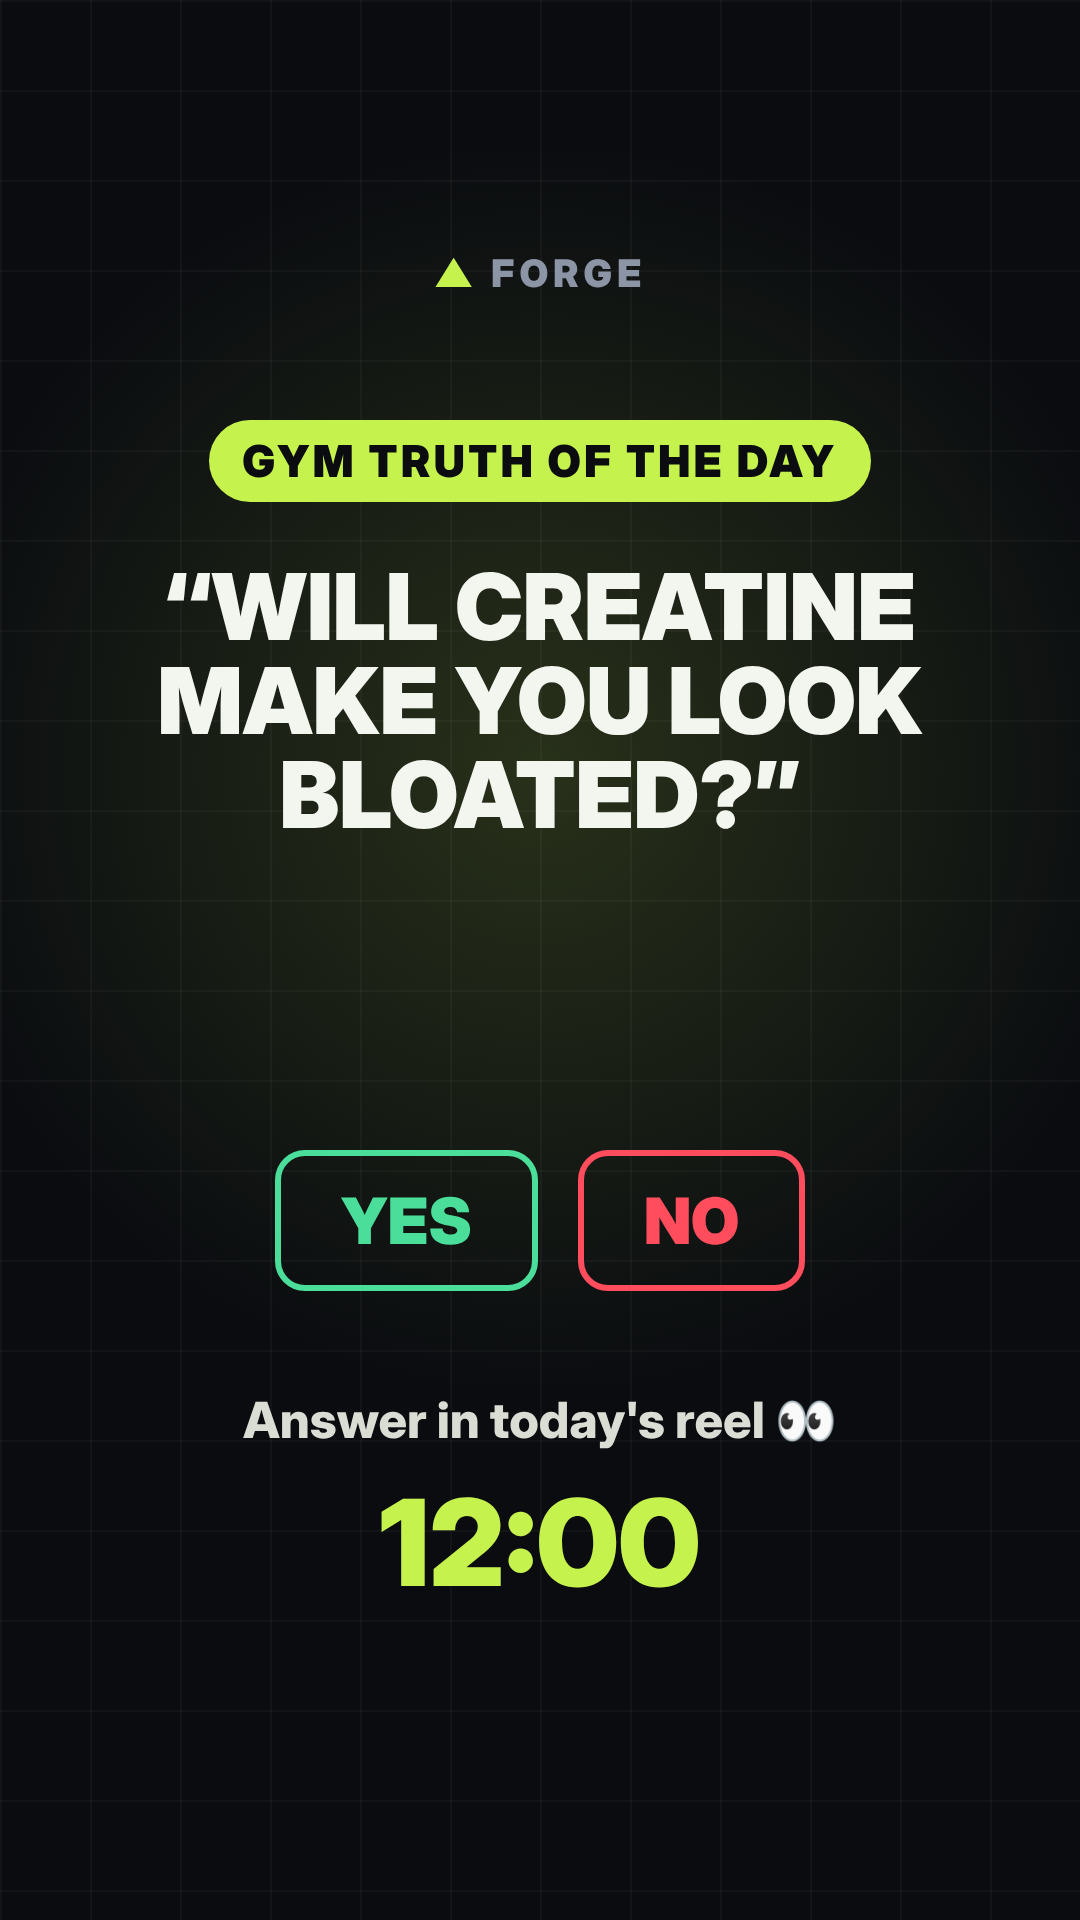 FORGE
GYM TRUTH OF THE DAY
“WILL CREATINE
MAKE YOU LOOK
BLOATED?”
YES NO
Answer in today's reel 👀
12:00